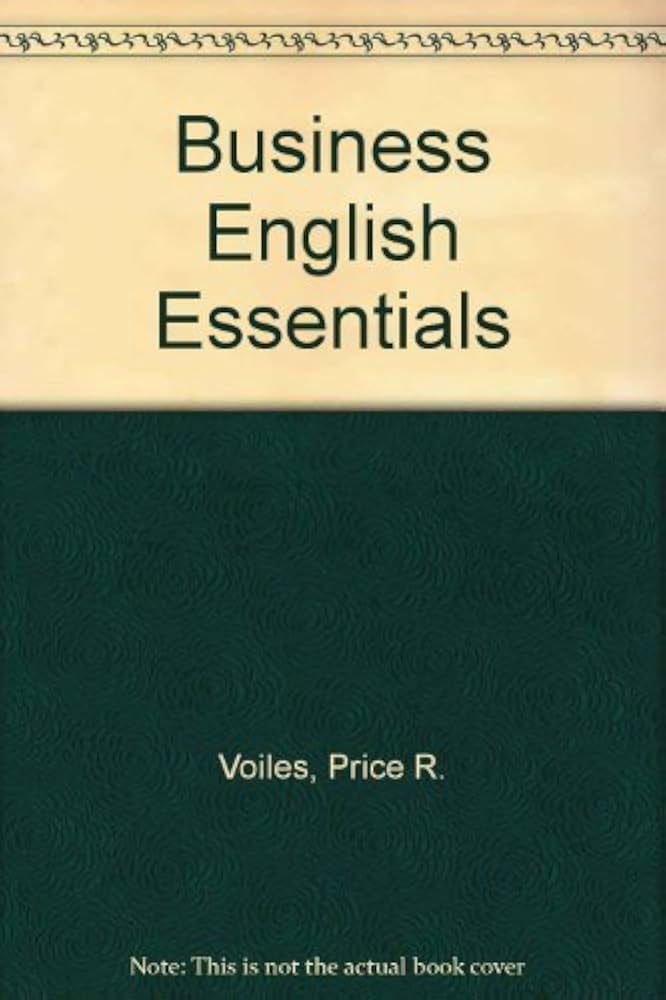 Business
English
Essentials
Voiles, Price R.
Note: This is not the actual book cover